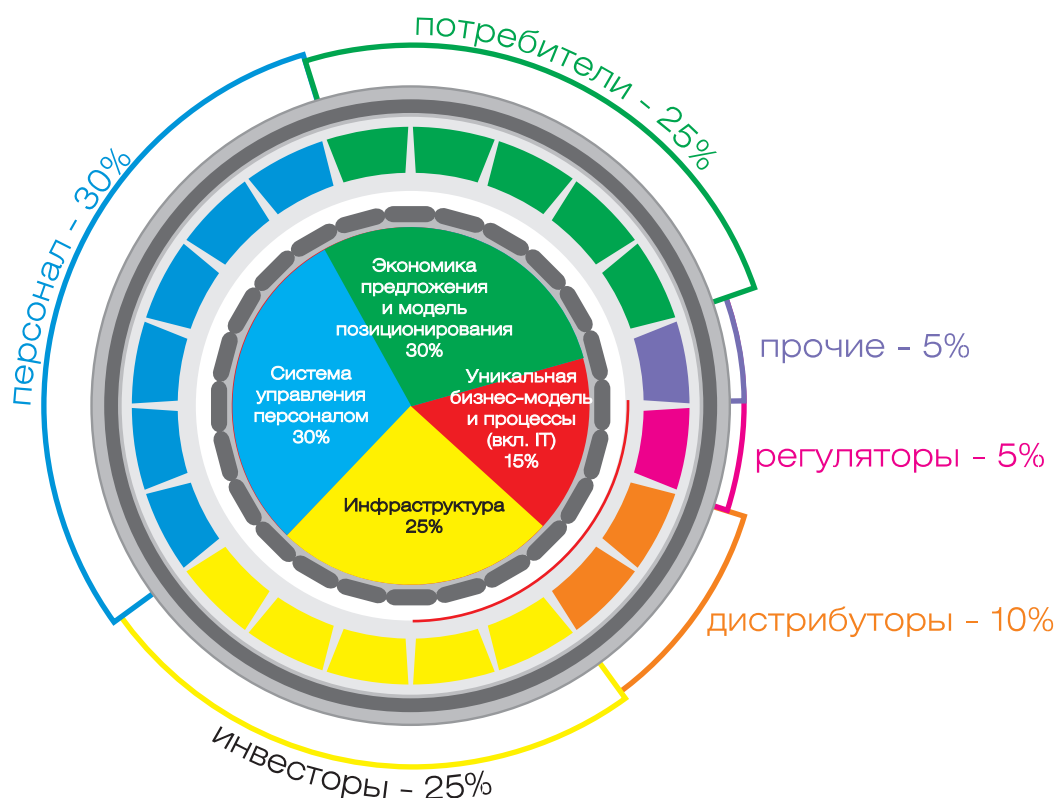 потребители - 25%
персонал - 30%
Экономика
предложения
и модель
позиционирования
30%
Система
управления
персоналом
30%
Уникальная
бизнес-модель
и процессы
(вкл. IT)
15%
Инфраструктура
25%
прочие - 5%
регуляторы - 5%
дистрибуторы - 10%
инвесторы - 25%